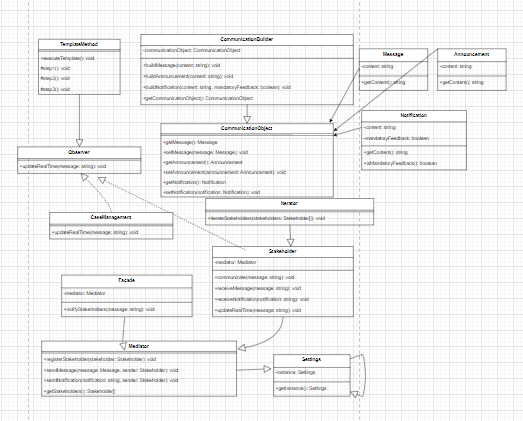 TemplateMethod
+executeTemplate(): void
#step1(): void
#step2(): void
#step3(): void
CommunicationBuilder
-communicationObject: CommunicationObject
+buildMessage(content: string): void
+buildAnnouncement(content: string): void
+buildNotification(content: string, mandatoryFeedback: boolean): void
+getCommunicationObject(): CommunicationObject
Message
-content: string
+getContent(): string
Announcement
-content: string
+getContent(): string
Notification
-content: string
-mandatoryFeedback: boolean
+getContent(): string
+isMandatoryFeedback(): boolean
CommunicationObject
+getMessage(): Message
+setMessage(message: Message): void
+getAnnouncement(): Announcement
+setAnnouncement(announcement: Announcement): void
+getNotification(): Notification
+setNotification(notification: Notification): void
Observer
+updateRealTime(message: string): void
CaseManagement
+updateRealTime(message: string): void
Iterator
+iterateStakeholders(stakeholders: Stakeholder[]): void
Stakeholder
-mediator: Mediator
+communicate(message: string): void
+receiveMessage(message: string): void
+receiveNotification(notification: string): void
+updateRealTime(message: string): void
Facade
-mediator: Mediator
+notifyStakeholders(message: string): void
Mediator
+registerStakeholder(stakeholder: Stakeholder): void
+sendMessage(message: Message, sender: Stakeholder): void
+sendNotification(notification: string, sender: Stakeholder): void
+getStakeholders(): Stakeholder[]
Settings
-instance: Settings
+getInstance(): Settings